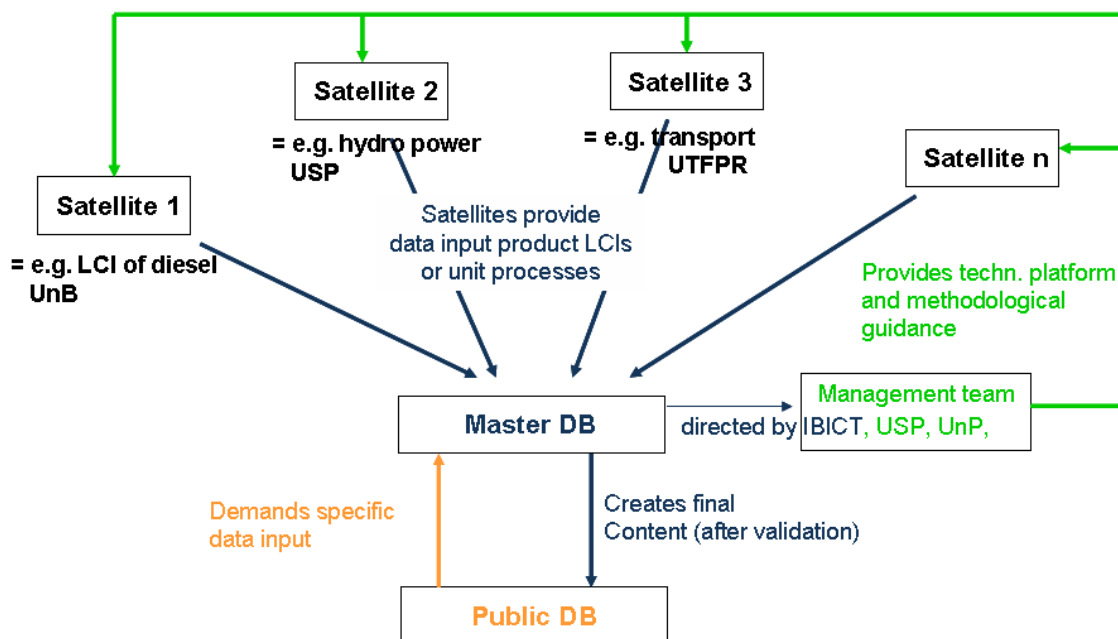 Satellite 2
Satellite 3
= e.g. hydro power
USP
= e.g. transport
UTFPR
Satellite n
Satellite 1
= e.g. LCI of diesel
UnB
Satellites provide
data input product LCIs
or unit processes
Provides techn. platform
and methodological
guidance
Master DB
Management team
directed by IBICT, USP, UnP,
Demands specific
data input
Creates final
Content (after validation)
Public DB